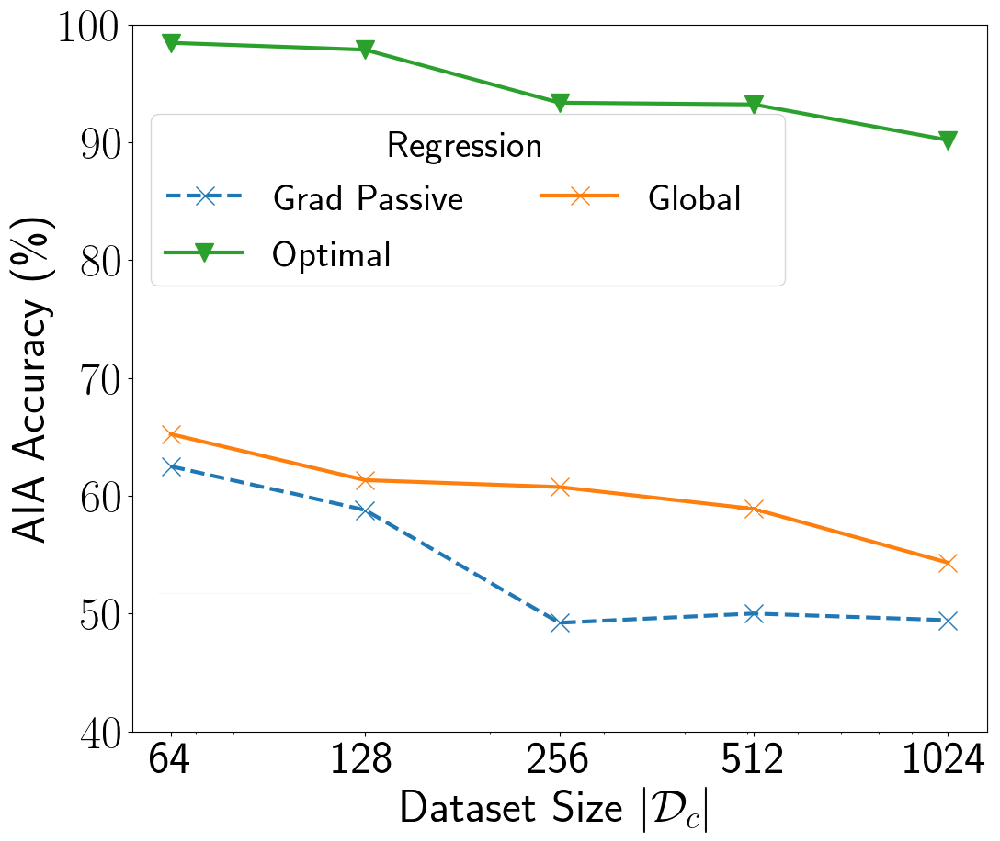 100
90
80
70
60
50
40
AIA Accuracy (%)
Regression
Grad Passive
Global
Optimal
64 128 256 512 1024
Dataset Size |𝒟c|